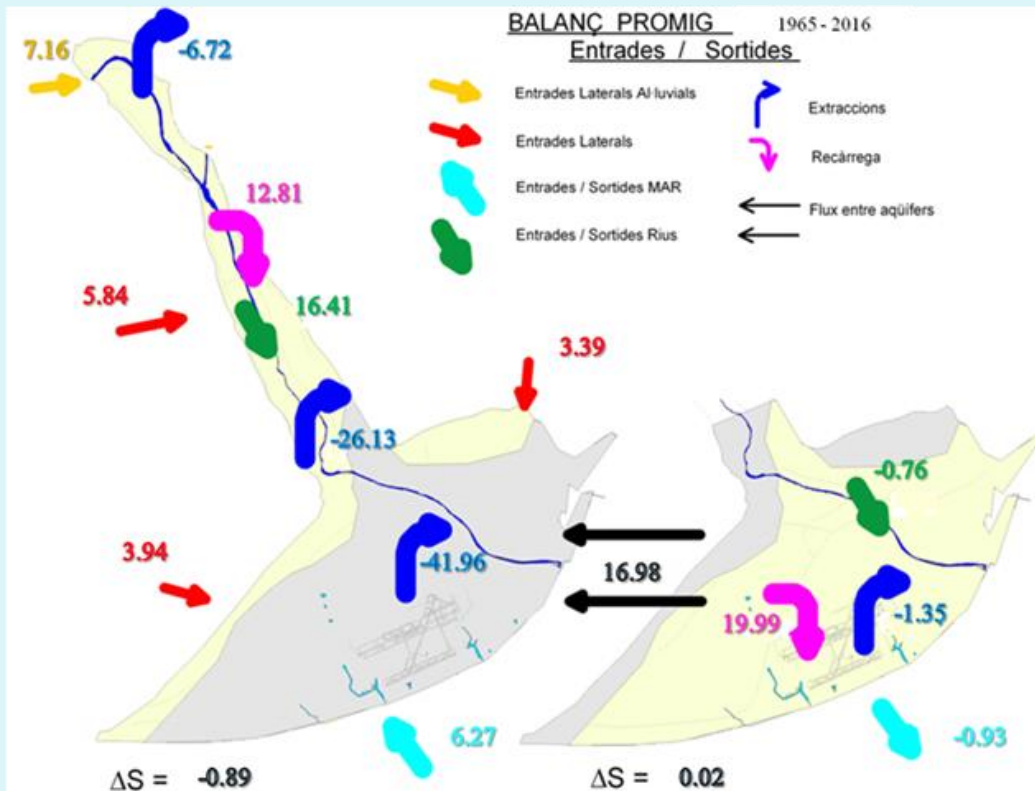 BALANÇ PROMIG 1965 - 2016
Entrades / Sortides
Entrades Laterals Al·luvials
Entrades Laterals
Entrades / Sortides MAR
Entrades / Sortides Rius
Extraccions
Recàrrega
Flux entre aqüífers
7.16
-6.72
12.81
5.84
16.41
3.39
-26.13
-0.76
3.94
-41.96
16.98
19.99
-1.35
6.27
-0.93
ΔS = -0.89
ΔS = 0.02